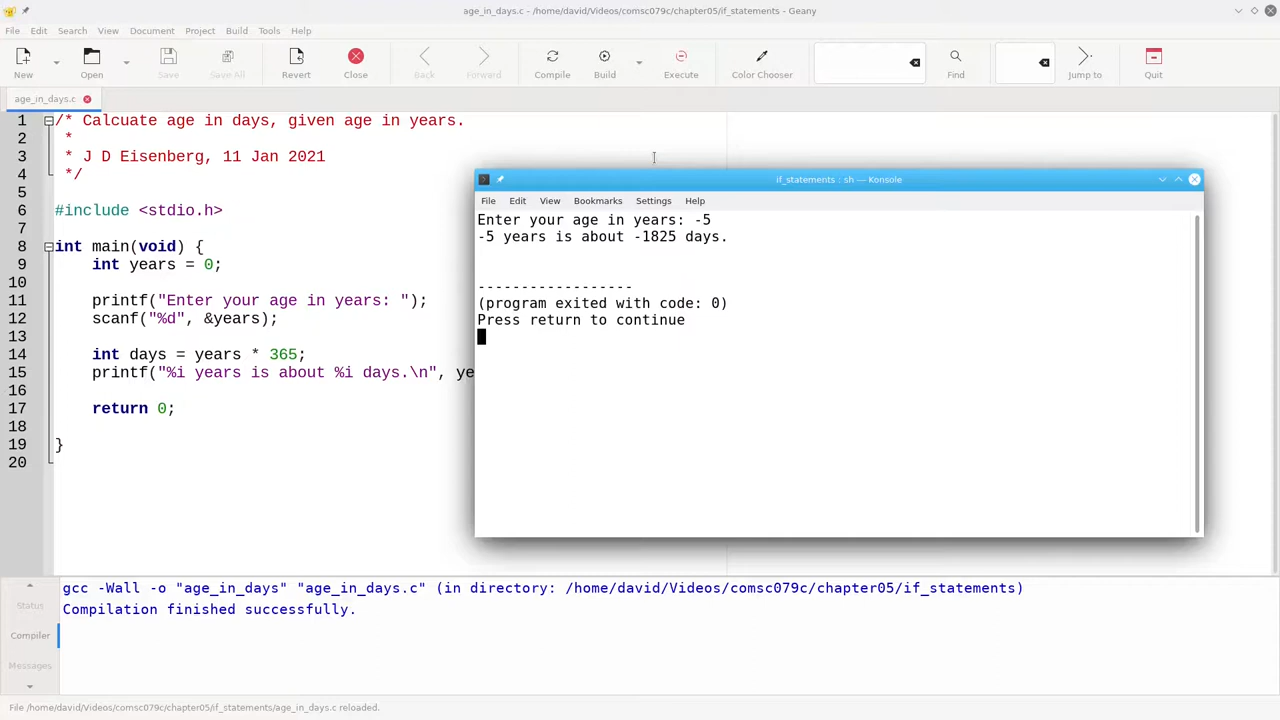 age_in_days.c - /home/david/Videos/comsc079c/chapter05/if_statements - Geany
File Edit Search View Document Project Build Tools Help
New Open Save Save All Revert Close Back Forward Compile Build Execute Color Chooser Find Jump to Quit
age_in_days.c
1 /* Calcuate age in days, given age in years.
2 *
3 * J D Eisenberg, 11 Jan 2021
4 */
5
6 #include <stdio.h>
7
8 int main(void) {
9 int years = 0;
10
11 printf("Enter your age in years: ");
12 scanf("%d", &years);
13
14 int days = years * 365;
15 printf("%i years is about %i days.\n", ye
16
17 return 0;
18
19 }
20
if_statements : sh — Konsole
File Edit View Bookmarks Settings Help
Enter your age in years: -5
-5 years is about -1825 days.
------------------
(program exited with code: 0)
Press return to continue
Status
Compiler
Messages
gcc -Wall -o "age_in_days" "age_in_days.c" (in directory: /home/david/Videos/comsc079c/chapter05/if_statements)
Compilation finished successfully.
File /home/david/Videos/comsc079c/chapter05/if_statements/age_in_days.c reloaded.